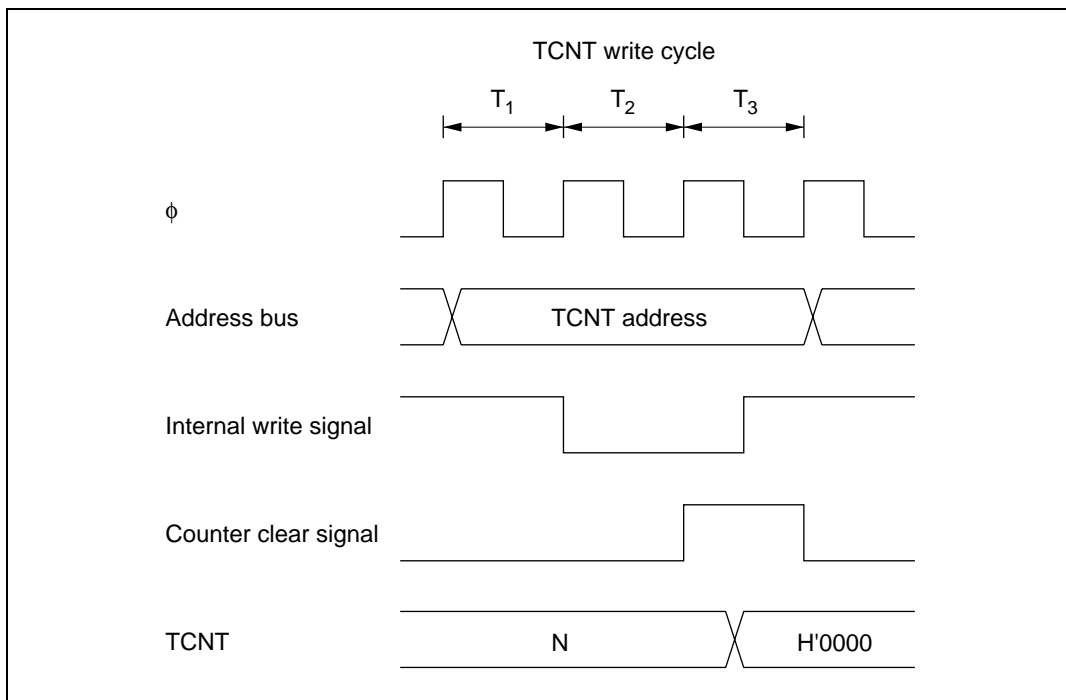 TCNT write cycle
T1 T2 T3
ϕ
Address bus TCNT address
Internal write signal
Counter clear signal
TCNT N H'0000